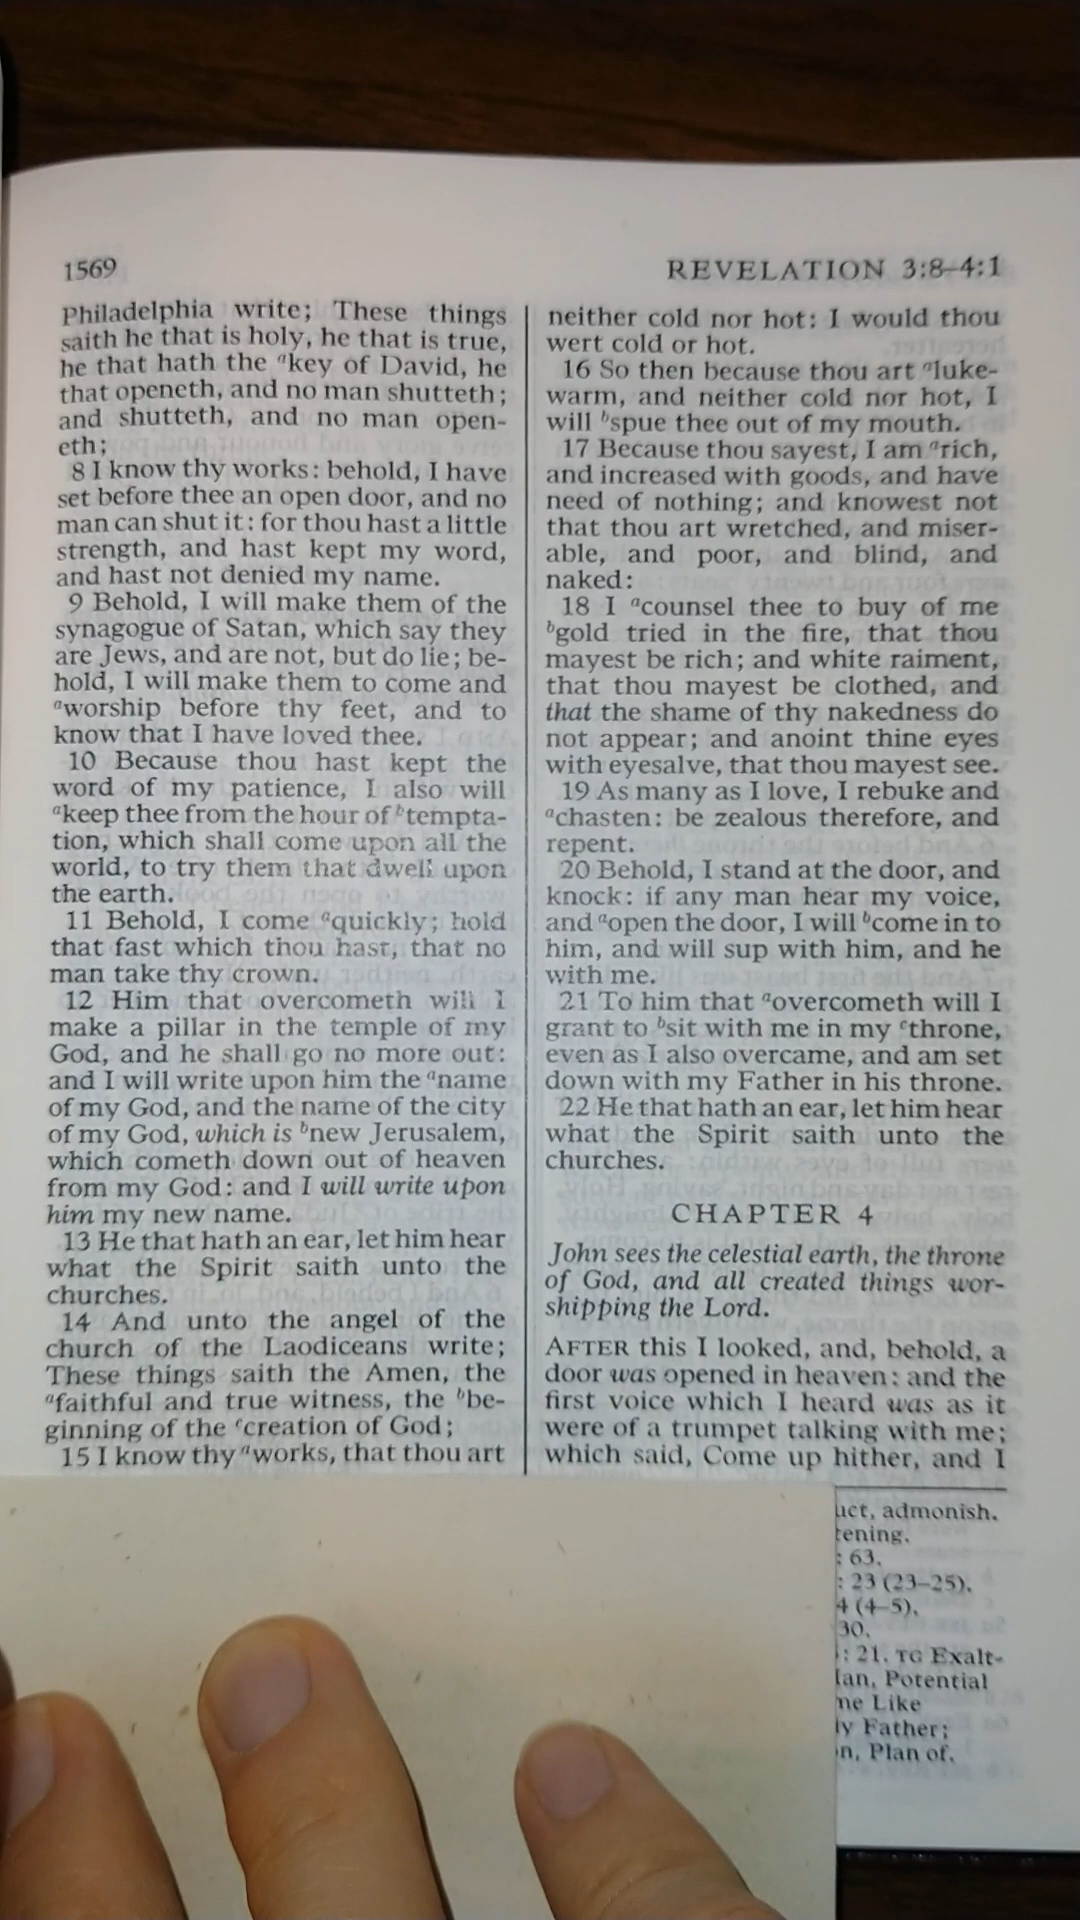 1569
REVELATION 3:8–4:1
Philadelphia write; These things
saith he that is holy, he that is true,
he that hath the ᵃkey of David, he
that openeth, and no man shutteth;
and shutteth, and no man open-
eth;
8 I know thy works: behold, I have
set before thee an open door, and no
man can shut it: for thou hast a little
strength, and hast kept my word,
and hast not denied my name.
9 Behold, I will make them of the
synagogue of Satan, which say they
are Jews, and are not, but do lie; be-
hold, I will make them to come and
ᵃworship before thy feet, and to
know that I have loved thee.
10 Because thou hast kept the
word of my patience, I also will
ᵃkeep thee from the hour of ᵇtempta-
tion, which shall come upon all the
world, to try them that dwell upon
the earth.
11 Behold, I come ᵃquickly; hold
that fast which thou hast, that no
man take thy crown.
12 Him that overcometh will I
make a pillar in the temple of my
God, and he shall go no more out:
and I will write upon him the ᵃname
of my God, and the name of the city
of my God, which is ᵇnew Jerusalem,
which cometh down out of heaven
from my God: and I will write upon
him my new name.
13 He that hath an ear, let him hear
what the Spirit saith unto the
churches.
14 And unto the angel of the
church of the Laodiceans write;
These things saith the Amen, the
ᵃfaithful and true witness, the ᵇbe-
ginning of the ᶜcreation of God;
15 I know thy ᵃworks, that thou art
neither cold nor hot: I would thou
wert cold or hot.
16 So then because thou art ᵃluke-
warm, and neither cold nor hot, I
will ᵇspue thee out of my mouth.
17 Because thou sayest, I am ᵃrich,
and increased with goods, and have
need of nothing; and knowest not
that thou art wretched, and miser-
able, and poor, and blind, and
naked:
18 I ᵃcounsel thee to buy of me
ᵇgold tried in the fire, that thou
mayest be rich; and white raiment,
that thou mayest be clothed, and
that the shame of thy nakedness do
not appear; and anoint thine eyes
with eyesalve, that thou mayest see.
19 As many as I love, I rebuke and
ᵃchasten: be zealous therefore, and
repent.
20 Behold, I stand at the door, and
knock: if any man hear my voice,
and ᵃopen the door, I will ᵇcome in to
him, and will sup with him, and he
with me.
21 To him that ᵃovercometh will I
grant to ᵇsit with me in my ᶜthrone,
even as I also overcame, and am set
down with my Father in his throne.
22 He that hath an ear, let him hear
what the Spirit saith unto the
churches.
CHAPTER 4
John sees the celestial earth, the throne
of God, and all created things wor-
shipping the Lord.
AFTER this I looked, and, behold, a
door was opened in heaven: and the
first voice which I heard was as it
were of a trumpet talking with me;
which said, Come up hither, and I
admonish.
: 63.
: 23 (23–25).
4 (4–5).
30.
: 21. TG Exalt-
Potential
Like
Father;
Plan of.